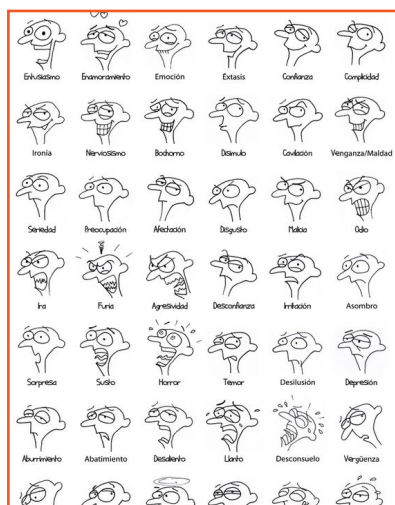 Entusiasmo Enamoramiento Emoción Éxtasis Confianza Complicidad
Ironía Nerviosismo Bochorno Disimulo Cavilación Venganza/Maldad
Seriedad Preocupación Afectación Disgusto Malicia Odio
Ira Furia Agresividad Desconfianza Irritación Asombro
Sorpresa Susto Horror Temor Desilusión Depresión
Aburrimiento Abatimiento Desaliento Llanto Desconsuelo Vergüenza